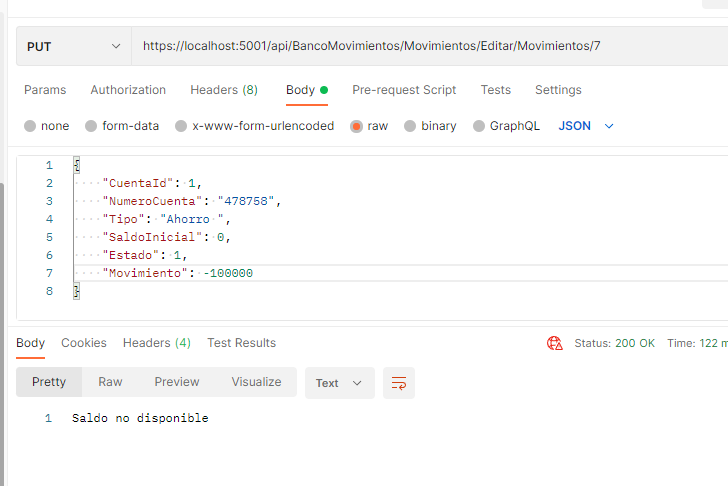 PUT https://localhost:5001/api/BancoMovimientos/Movimientos/Editar/Movimientos/7
Params Authorization Headers (8) Body Pre-request Script Tests Settings
none form-data x-www-form-urlencoded raw binary GraphQL JSON
1 {
2 "CuentaId": 1,
3 "NumeroCuenta": "478758",
4 "Tipo": "Ahorro ",
5 "SaldoInicial": 0,
6 "Estado": 1,
7 "Movimiento": -100000
8 }
Body Cookies Headers (4) Test Results Status: 200 OK Time: 122 m
Pretty Raw Preview Visualize Text
1 Saldo no disponible